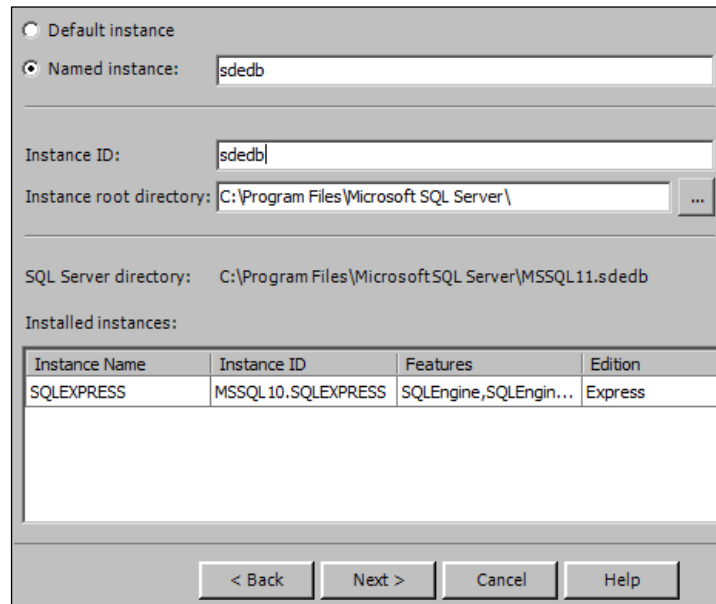 Default instance
Named instance: sdedb
Instance ID: sdedb
Instance root directory: C:\Program Files\Microsoft SQL Server\ ...
SQL Server directory: C:\Program Files\Microsoft SQL Server\MSSQL11.sdedb
Installed instances:
Instance Name Instance ID Features Edition
SQLEXPRESS MSSQL10.SQLEXPRESS SQLEngine,SQLEngin... Express
< Back Next > Cancel Help